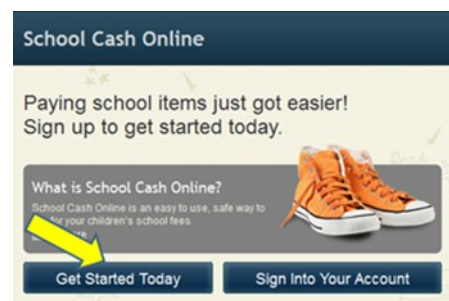 School Cash Online
Paying school items just got easier!
Sign up to get started today.
What is School Cash Online?
School Cash Online is an easy to use, safe way to
for your children's school fees.
Get Started Today
Sign Into Your Account